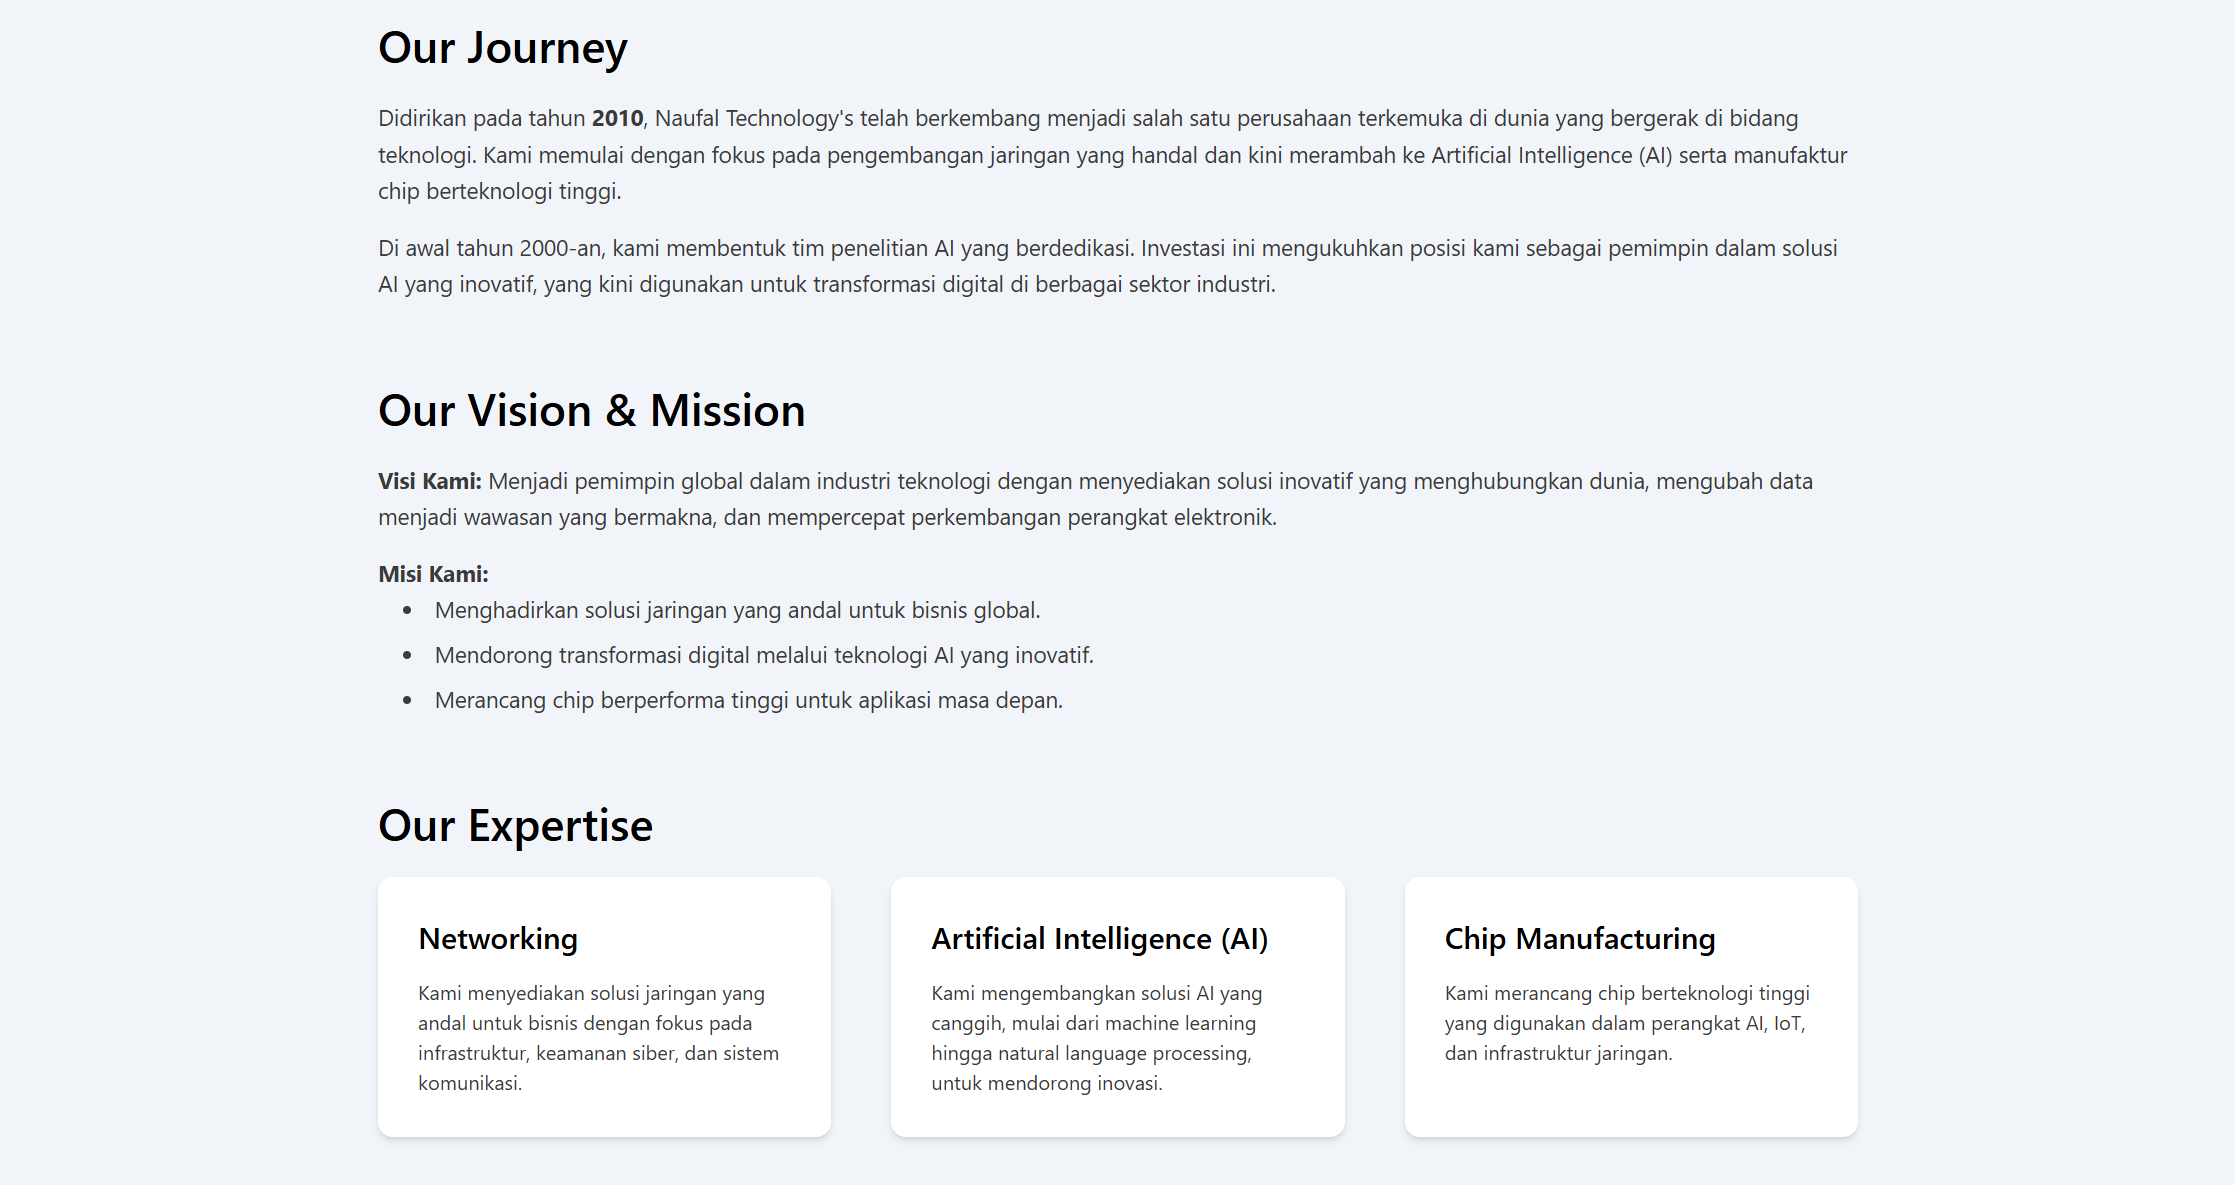 Our Journey
Didirikan pada tahun 2010, Naufal Technology's telah berkembang menjadi salah satu perusahaan terkemuka di dunia yang bergerak di bidang
teknologi. Kami memulai dengan fokus pada pengembangan jaringan yang handal dan kini merambah ke Artificial Intelligence (AI) serta manufaktur
chip berteknologi tinggi.
Di awal tahun 2000-an, kami membentuk tim penelitian AI yang berdedikasi. Investasi ini mengukuhkan posisi kami sebagai pemimpin dalam solusi
AI yang inovatif, yang kini digunakan untuk transformasi digital di berbagai sektor industri.
Our Vision & Mission
Visi Kami: Menjadi pemimpin global dalam industri teknologi dengan menyediakan solusi inovatif yang menghubungkan dunia, mengubah data
menjadi wawasan yang bermakna, dan mempercepat perkembangan perangkat elektronik.
Misi Kami:
• Menghadirkan solusi jaringan yang andal untuk bisnis global.
• Mendorong transformasi digital melalui teknologi AI yang inovatif.
• Merancang chip berperforma tinggi untuk aplikasi masa depan.
Our Expertise
Networking
Kami menyediakan solusi jaringan yang
andal untuk bisnis dengan fokus pada
infrastruktur, keamanan siber, dan sistem
komunikasi.
Artificial Intelligence (AI)
Kami mengembangkan solusi AI yang
canggih, mulai dari machine learning
hingga natural language processing,
untuk mendorong inovasi.
Chip Manufacturing
Kami merancang chip berteknologi tinggi
yang digunakan dalam perangkat AI, IoT,
dan infrastruktur jaringan.